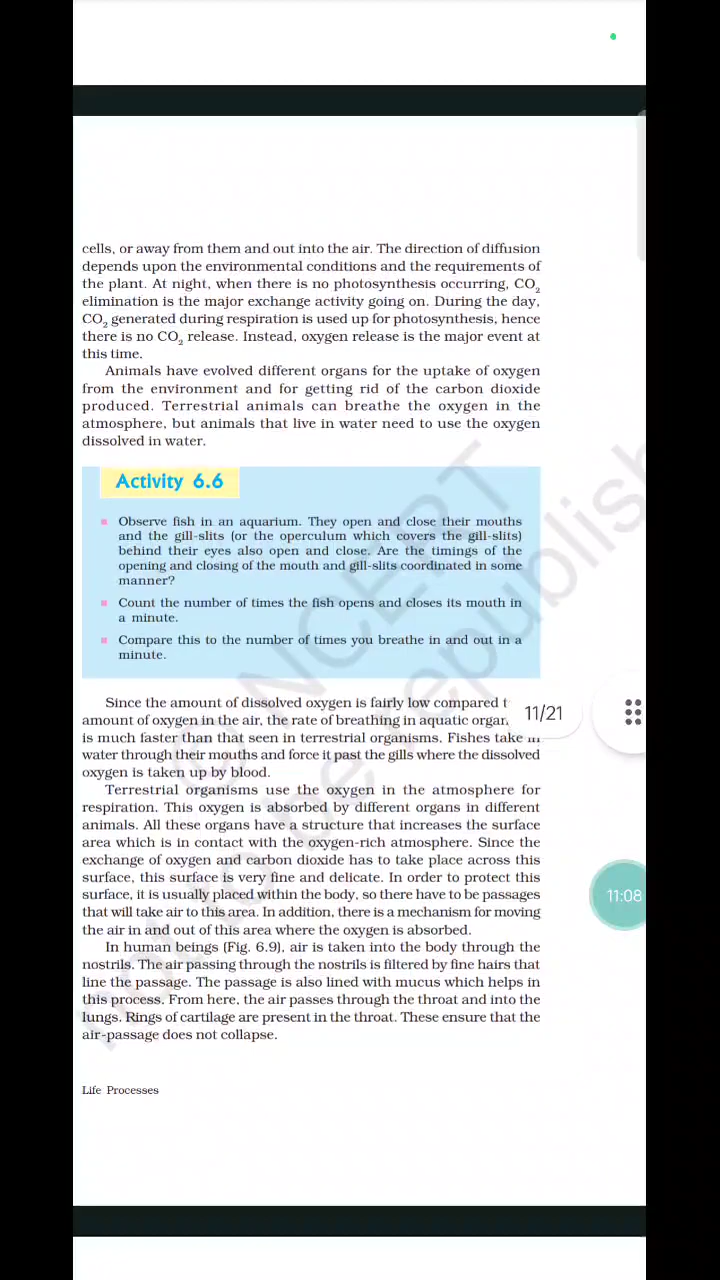 cells, or away from them and out into the air. The direction of diffusion
depends upon the environmental conditions and the requirements of
the plant. At night, when there is no photosynthesis occurring, CO₂
elimination is the major exchange activity going on. During the day,
CO₂ generated during respiration is used up for photosynthesis, hence
there is no CO₂ release. Instead, oxygen release is the major event at
this time.
Animals have evolved different organs for the uptake of oxygen
from the environment and for getting rid of the carbon dioxide
produced. Terrestrial animals can breathe the oxygen in the
atmosphere, but animals that live in water need to use the oxygen
dissolved in water.
Activity 6.6
Observe fish in an aquarium. They open and close their mouths
and the gill-slits (or the operculum which covers the gill-slits)
behind their eyes also open and close. Are the timings of the
opening and closing of the mouth and gill-slits coordinated in some
manner?
Count the number of times the fish opens and closes its mouth in
a minute.
Compare this to the number of times you breathe in and out in a
minute.
Since the amount of dissolved oxygen is fairly low compared t
amount of oxygen in the air, the rate of breathing in aquatic organ
is much faster than that seen in terrestrial organisms. Fishes take in
water through their mouths and force it past the gills where the dissolved
oxygen is taken up by blood.
Terrestrial organisms use the oxygen in the atmosphere for
respiration. This oxygen is absorbed by different organs in different
animals. All these organs have a structure that increases the surface
area which is in contact with the oxygen-rich atmosphere. Since the
exchange of oxygen and carbon dioxide has to take place across this
surface, this surface is very fine and delicate. In order to protect this
surface, it is usually placed within the body, so there have to be passages
that will take air to this area. In addition, there is a mechanism for moving
the air in and out of this area where the oxygen is absorbed.
In human beings (Fig. 6.9), air is taken into the body through the
nostrils. The air passing through the nostrils is filtered by fine hairs that
line the passage. The passage is also lined with mucus which helps in
this process. From here, the air passes through the throat and into the
lungs. Rings of cartilage are present in the throat. These ensure that the
air-passage does not collapse.
Life Processes
11/21
11:08
© NCERT
not to be republish